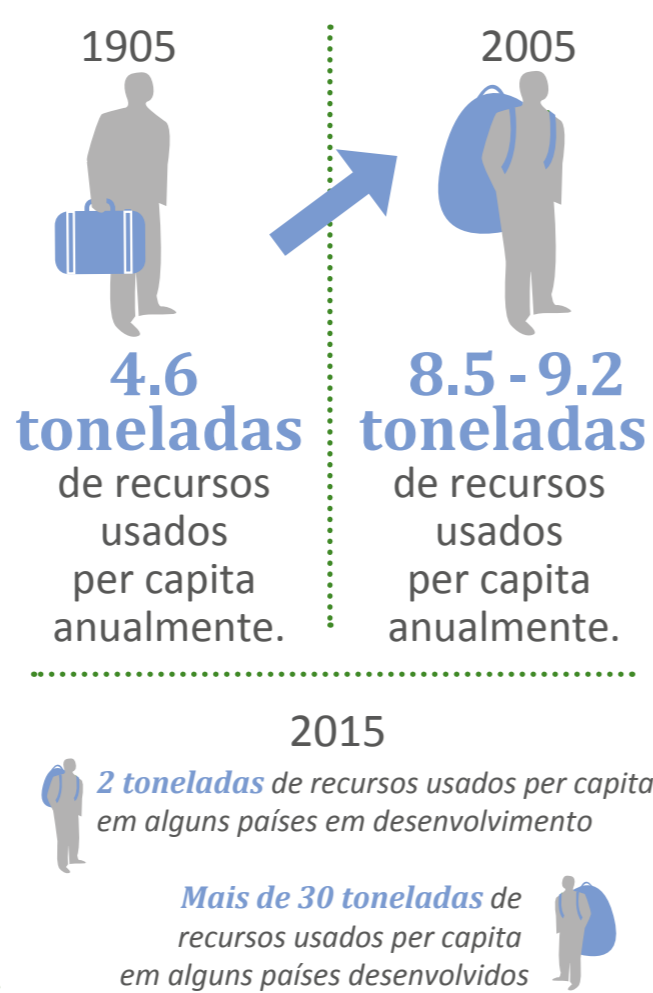 1905
4.6
toneladas
de recursos
usados
per capita
anualmente.
2005
8.5 - 9.2
toneladas
de recursos
usados
per capita
anualmente.
2015
2 toneladas de recursos usados per capita
em alguns países em desenvolvimento
Mais de 30 toneladas de
recursos usados per capita
em alguns países desenvolvidos